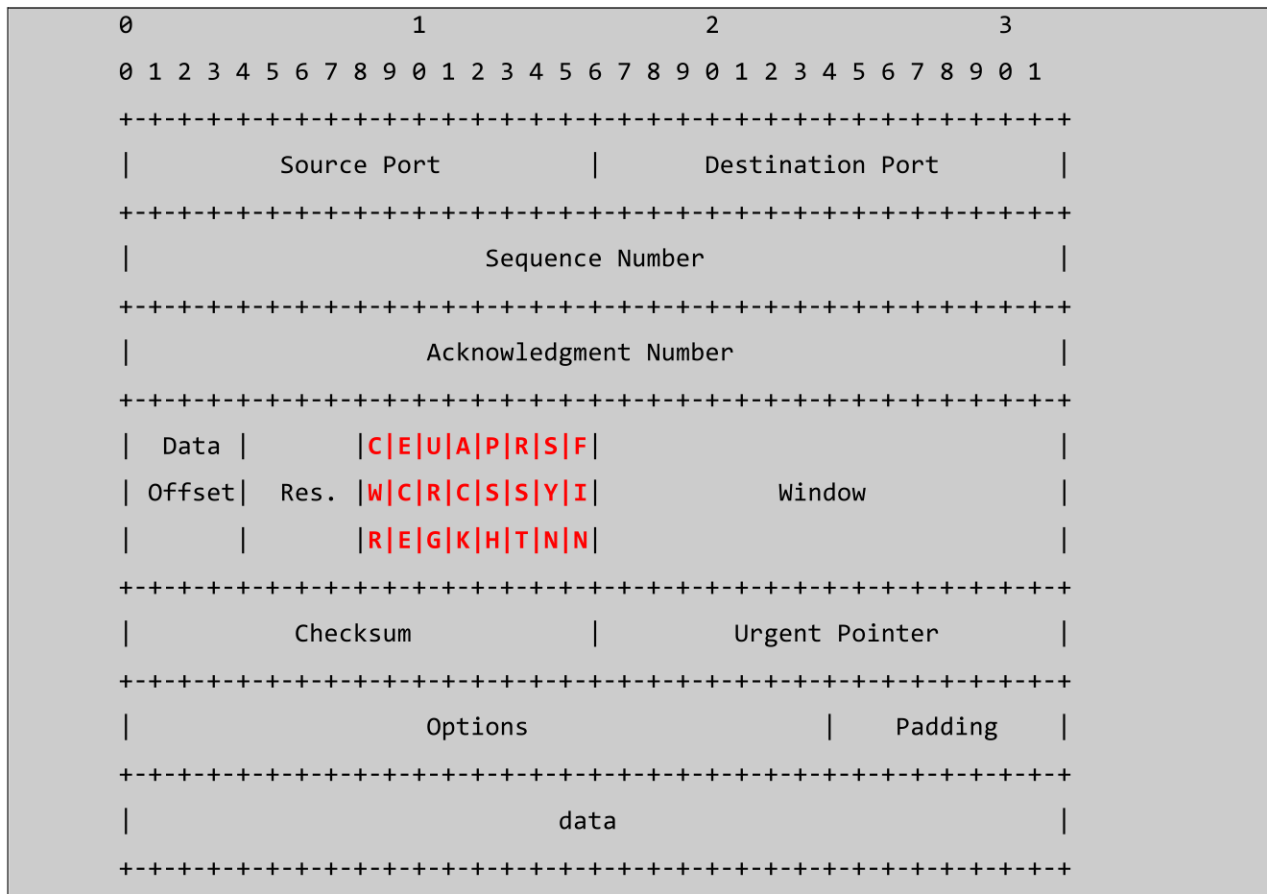 0                   1                   2                   3
0 1 2 3 4 5 6 7 8 9 0 1 2 3 4 5 6 7 8 9 0 1 2 3 4 5 6 7 8 9 0 1
+-+-+-+-+-+-+-+-+-+-+-+-+-+-+-+-+-+-+-+-+-+-+-+-+-+-+-+-+-+-+-+-+
|          Source Port          |       Destination Port        |
+-+-+-+-+-+-+-+-+-+-+-+-+-+-+-+-+-+-+-+-+-+-+-+-+-+-+-+-+-+-+-+-+
|                        Sequence Number                        |
+-+-+-+-+-+-+-+-+-+-+-+-+-+-+-+-+-+-+-+-+-+-+-+-+-+-+-+-+-+-+-+-+
|                    Acknowledgment Number                      |
+-+-+-+-+-+-+-+-+-+-+-+-+-+-+-+-+-+-+-+-+-+-+-+-+-+-+-+-+-+-+-+-+
|  Data |       |C|E|U|A|P|R|S|F|                               |
| Offset|  Res. |W|C|R|C|S|S|Y|I|            Window             |
|       |       |R|E|G|K|H|T|N|N|                               |
+-+-+-+-+-+-+-+-+-+-+-+-+-+-+-+-+-+-+-+-+-+-+-+-+-+-+-+-+-+-+-+-+
|           Checksum            |         Urgent Pointer        |
+-+-+-+-+-+-+-+-+-+-+-+-+-+-+-+-+-+-+-+-+-+-+-+-+-+-+-+-+-+-+-+-+
|                    Options                    |    Padding    |
+-+-+-+-+-+-+-+-+-+-+-+-+-+-+-+-+-+-+-+-+-+-+-+-+-+-+-+-+-+-+-+-+
|                             data                              |
+-+-+-+-+-+-+-+-+-+-+-+-+-+-+-+-+-+-+-+-+-+-+-+-+-+-+-+-+-+-+-+-+